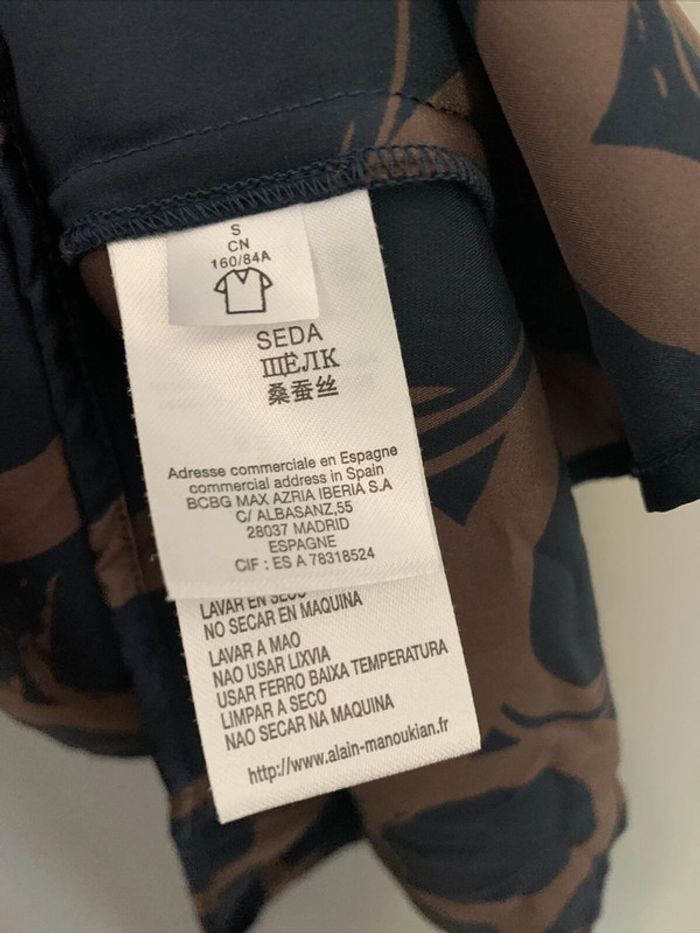 S
CN
160/84A
SEDA
ШЁЛК
桑蚕丝
Adresse commerciale en Espagne
commercial address in Spain
BCBG MAX AZRIA IBERIA S.A
C/ ALBASANZ,55
28037 MADRID
ESPAGNE
CIF : ES A 78318524
LAVAR EN SECO
NO SECAR EN MAQUINA
LAVAR A MAO
NAO USAR LIXVIA
USAR FERRO BAIXA TEMPERATURA
LIMPAR A SECO
NAO SECAR NA MAQUINA
http://www.alain-manoukian.fr